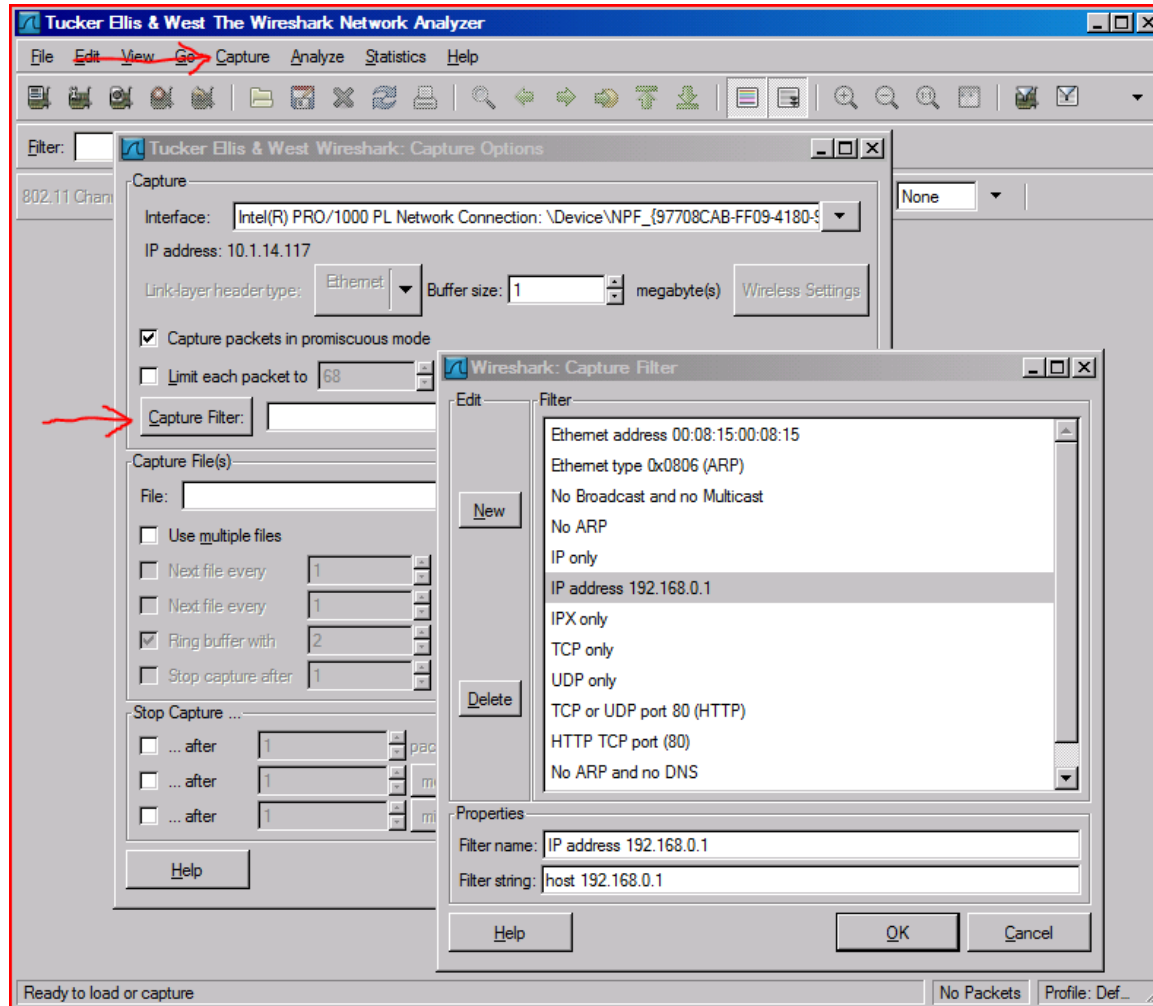 Tucker Ellis & West The Wireshark Network Analyzer
File Edit View Go Capture Analyze Statistics Help
Filter:
Tucker Ellis & West Wireshark: Capture Options
802.11 Chann
None
Capture
Interface: Intel(R) PRO/1000 PL Network Connection: \Device\NPF_{97708CAB-FF09-4180-9
IP address: 10.1.14.117
Link-layer header type: Ethernet Buffer size: 1 megabyte(s) Wireless Settings
Capture packets in promiscuous mode
Limit each packet to 68
Capture Filter:
Capture File(s)
File:
Use multiple files
Next file every 1
Next file every 1
Ring buffer with 2
Stop capture after 1
Stop Capture ...
... after 1 pac
... after 1 m
... after 1 mi
Help
Wireshark: Capture Filter
Edit
Filter
New
Delete
Ethernet address 00:08:15:00:08:15
Ethernet type 0x0806 (ARP)
No Broadcast and no Multicast
No ARP
IP only
IP address 192.168.0.1
IPX only
TCP only
UDP only
TCP or UDP port 80 (HTTP)
HTTP TCP port (80)
No ARP and no DNS
Properties
Filter name: IP address 192.168.0.1
Filter string: host 192.168.0.1
Help OK Cancel
Ready to load or capture No Packets Profile: Def...